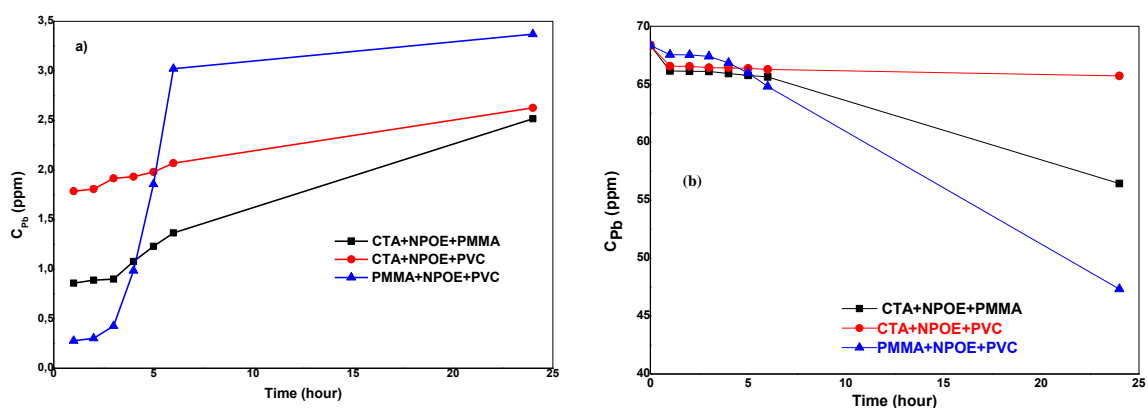 a)
3,5
3,0
2,5
2,0
1,5
1,0
0,5
0,0
C Pb (ppm)
CTA+NPOE+PMMA
CTA+NPOE+PVC
PMMA+NPOE+PVC
0 5 10 15 20 25
Time (hour)
(b)
70
65
60
55
50
45
40
CPb (ppm)
CTA+NPOE+PMMA
CTA+NPOE+PVC
PMMA+NPOE+PVC
0 5 10 15 20 25
Time (hour)